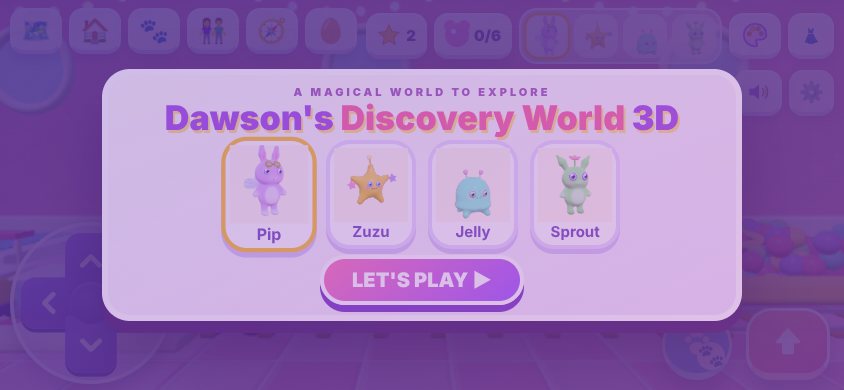 2
0/6
A MAGICAL WORLD TO EXPLORE
Dawson's Discovery World 3D
Pip
Zuzu
Jelly
Sprout
LET'S PLAY ▶